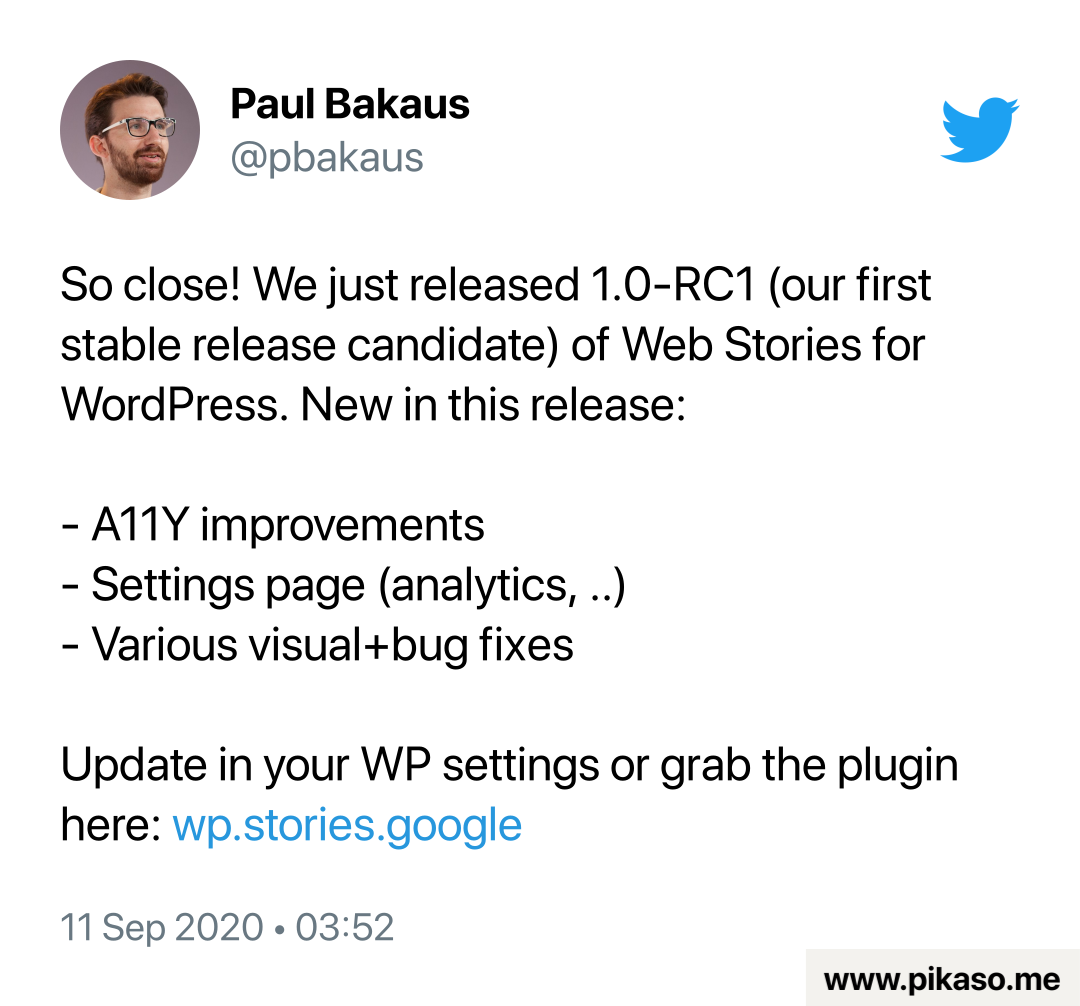 Paul Bakaus
@pbakaus
So close! We just released 1.0-RC1 (our first
stable release candidate) of Web Stories for
WordPress. New in this release:
- A11Y improvements
- Settings page (analytics, ..)
- Various visual+bug fixes
Update in your WP settings or grab the plugin
here: wp.stories.google
11 Sep 2020 • 03:52
www.pikaso.me